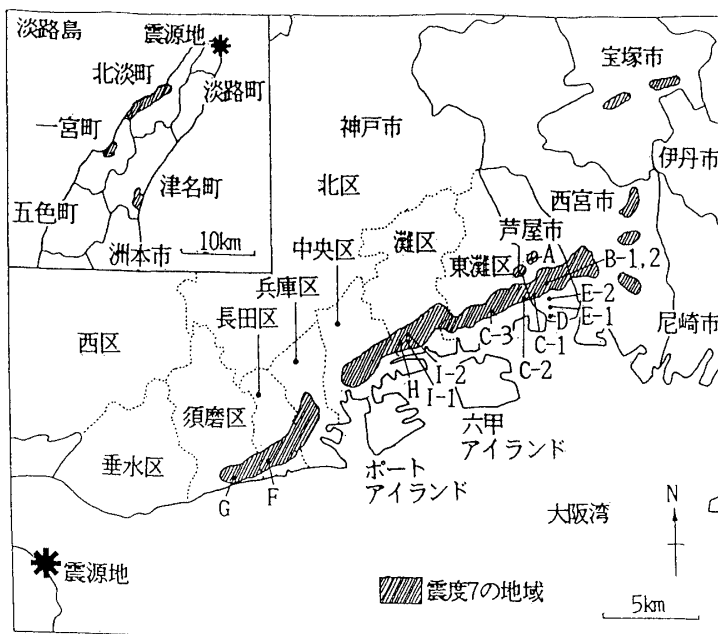 淡路島
震源地
北淡町
淡路町
一宮町
津名町
五色町
洲本市
10km
宝塚市
神戸市
伊丹市
北区
西宮市
芦屋市
灘区
中央区
A
東灘区
B-1,2
兵庫区
E-2
長田区
D
E-1
西区
C-3
C-1
尼崎市
I-2
C-2
H
I-1
須磨区
六甲
アイランド
垂水区
ポート
アイランド
F
G
大阪湾
N
震源地
震度7の地域
5km